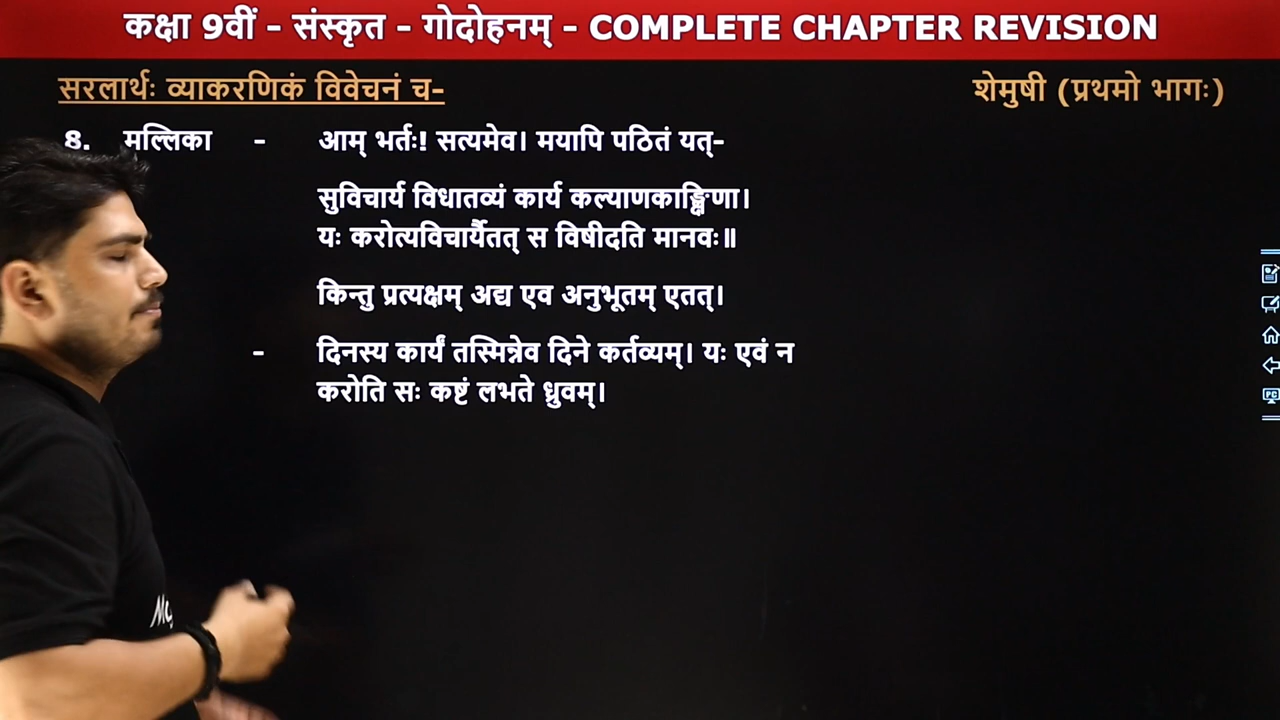 कक्षा 9वीं - संस्कृत - गोदोहनम् - COMPLETE CHAPTER REVISION
सरलार्थः व्याकरणिकं विवेचनं च-
शेमुषी (प्रथमो भागः)
8. मल्लिका - आम् भर्तः! सत्यमेव। मयापि पठितं यत्-
सुविचार्य विधातव्यं कार्य कल्याणकाङ्क्षिणा।
यः करोत्यविचार्यैतत् स विषीदति मानवः॥
किन्तु प्रत्यक्षम् अद्य एव अनुभूतम् एतत्।
- दिनस्य कार्यं तस्मिन्नेव दिने कर्तव्यम्। यः एवं न
करोति सः कष्टं लभते ध्रुवम्।
PC